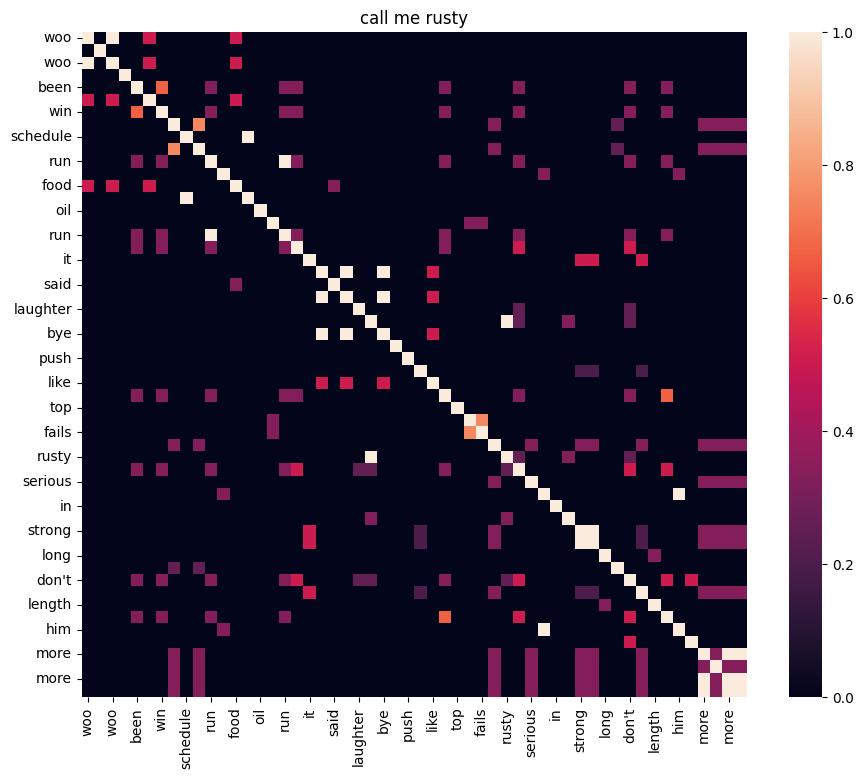 call me rusty
woo
woo
been
win
schedule
run
food
oil
run
it
said
laughter
bye
push
like
top
fails
rusty
serious
in
strong
long
don't
length
him
more
more
1.0
0.8
0.6
0.4
0.2
0.0
woo woo been win schedule run food oil run it said laughter bye push like top fails rusty serious in strong long don't length him more more